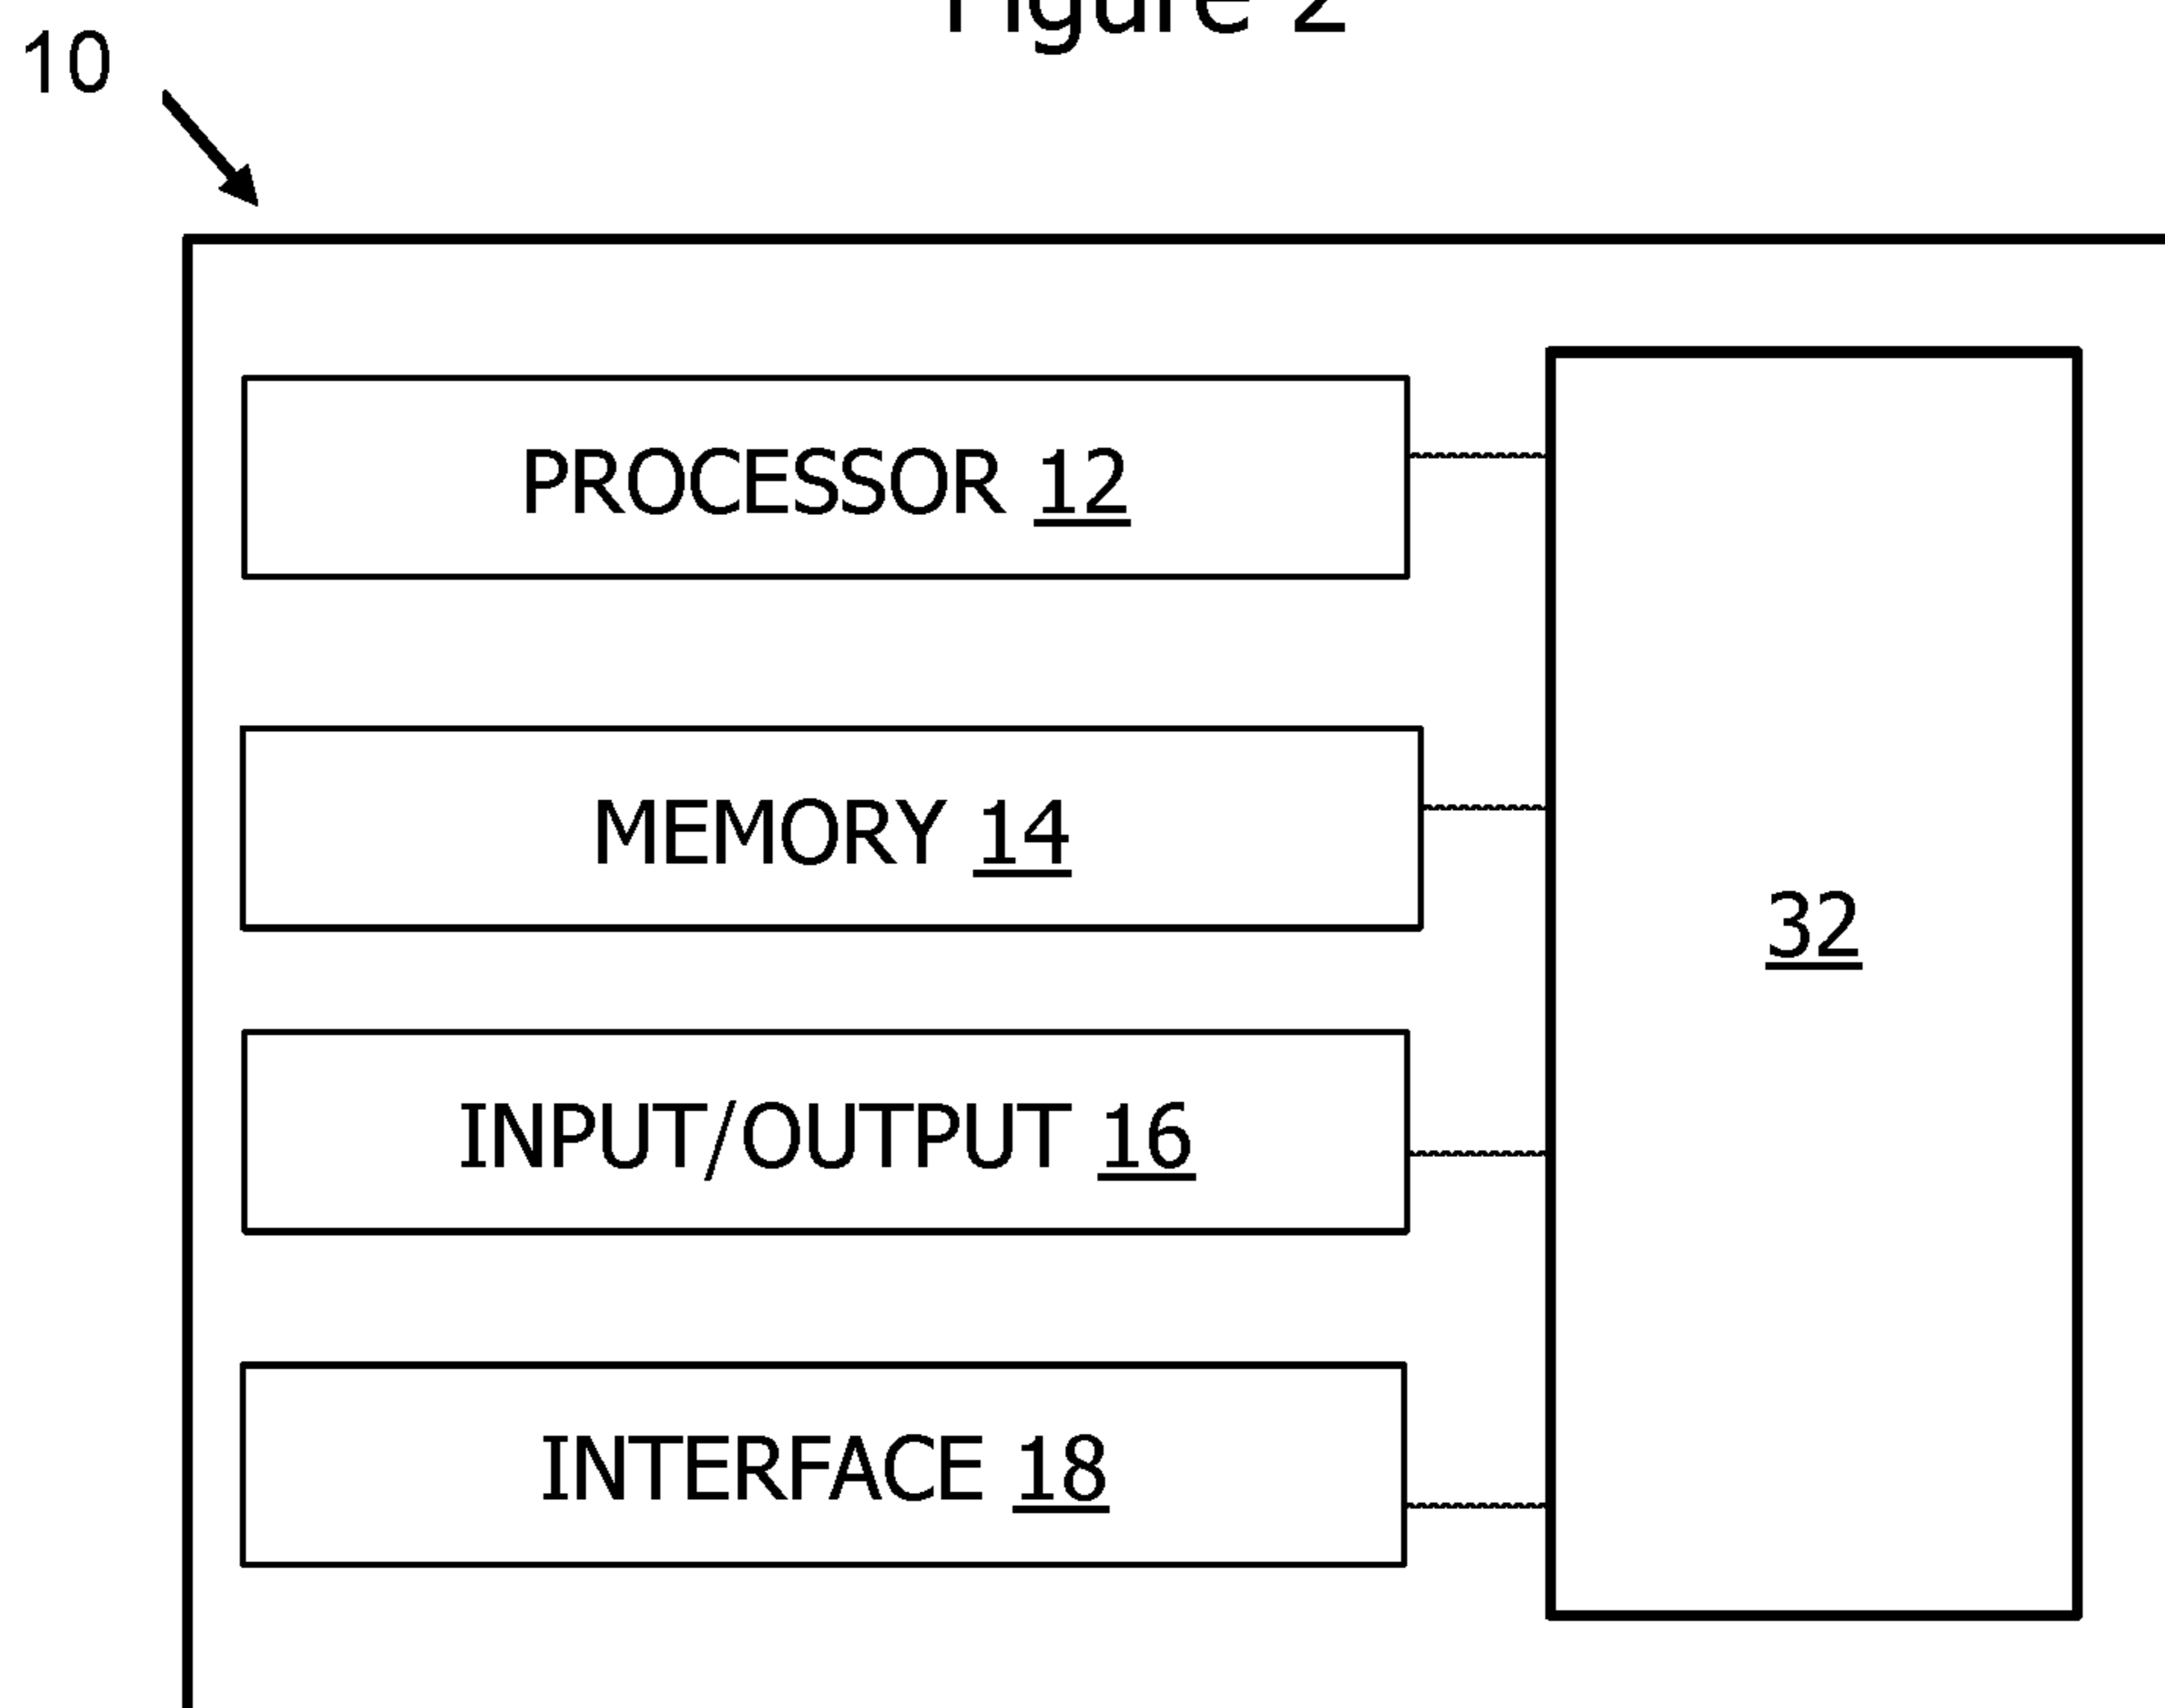 Figure 2
10
PROCESSOR 12
MEMORY 14
32
INPUT/OUTPUT 16
INTERFACE 18